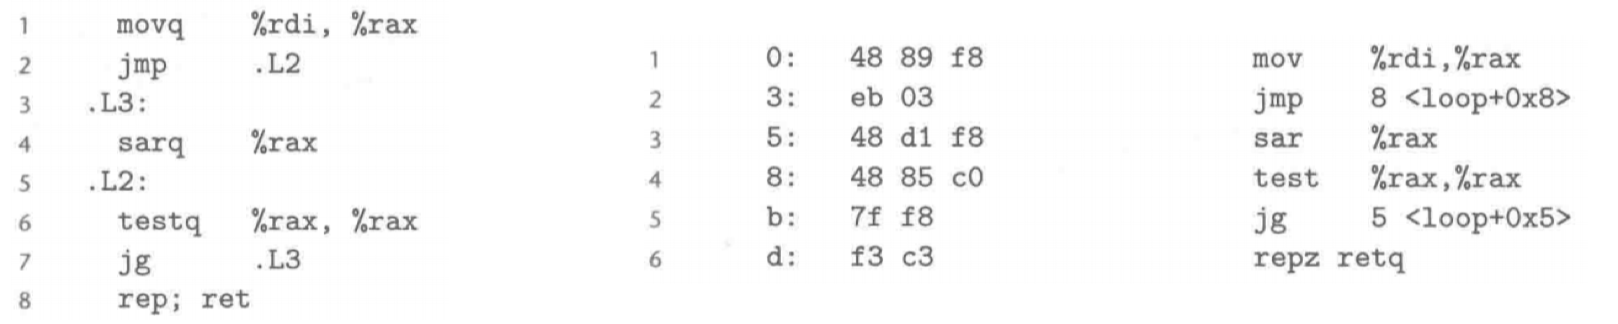 1 movq %rdi, %rax
2 jmp .L2
3 .L3:
4 sarq %rax
5 .L2:
6 testq %rax, %rax
7 jg .L3
8 rep; ret
1 0: 48 89 f8 mov %rdi,%rax
2 3: eb 03 jmp 8 <loop+0x8>
3 5: 48 d1 f8 sar %rax
4 8: 48 85 c0 test %rax,%rax
5 b: 7f f8 jg 5 <loop+0x5>
6 d: f3 c3 repz retq